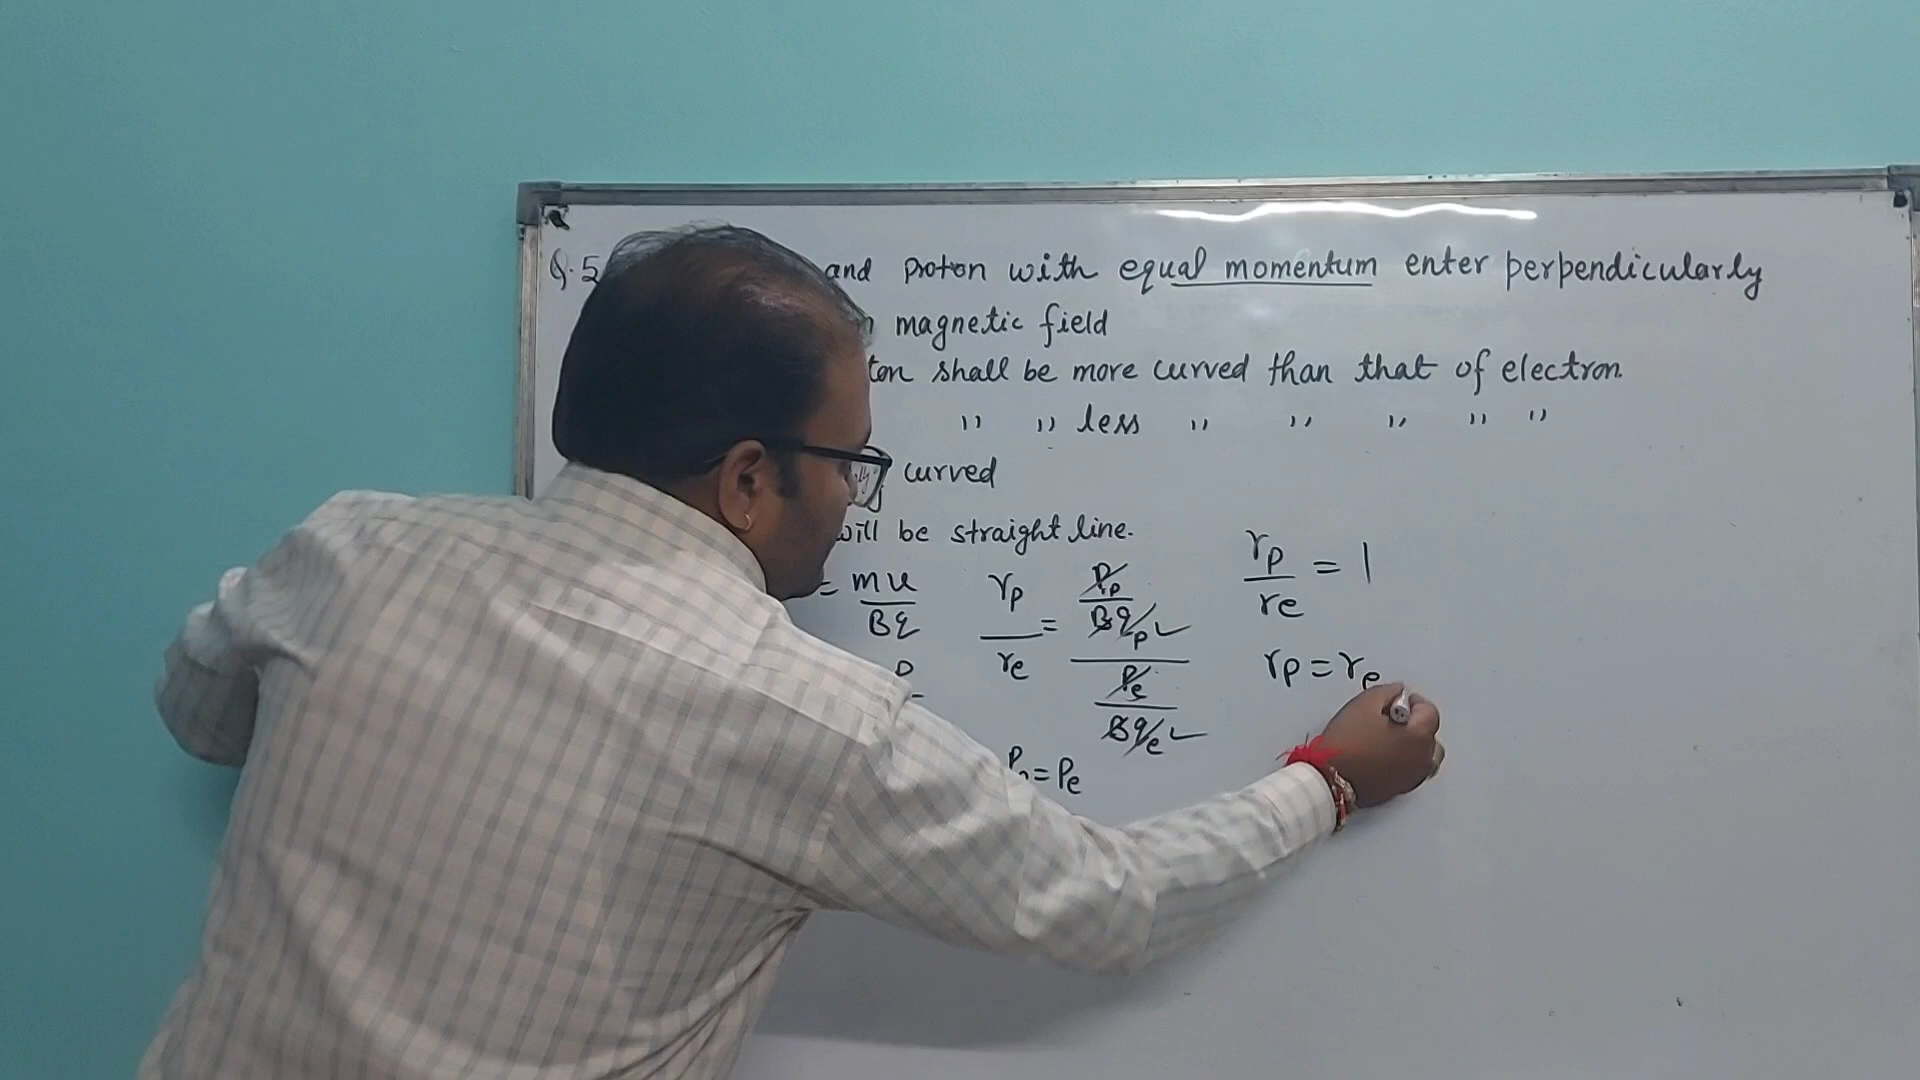 Q.5 and proton with equal momentum enter perpendicularly
magnetic field
shall be more curved than that of electron
" " less " " " " "
curved
will be straight line.
= mu / Bq
rp / re = Pp / Bqp / Pe / Bqe
rp / re = 1
rp = re
= Pe